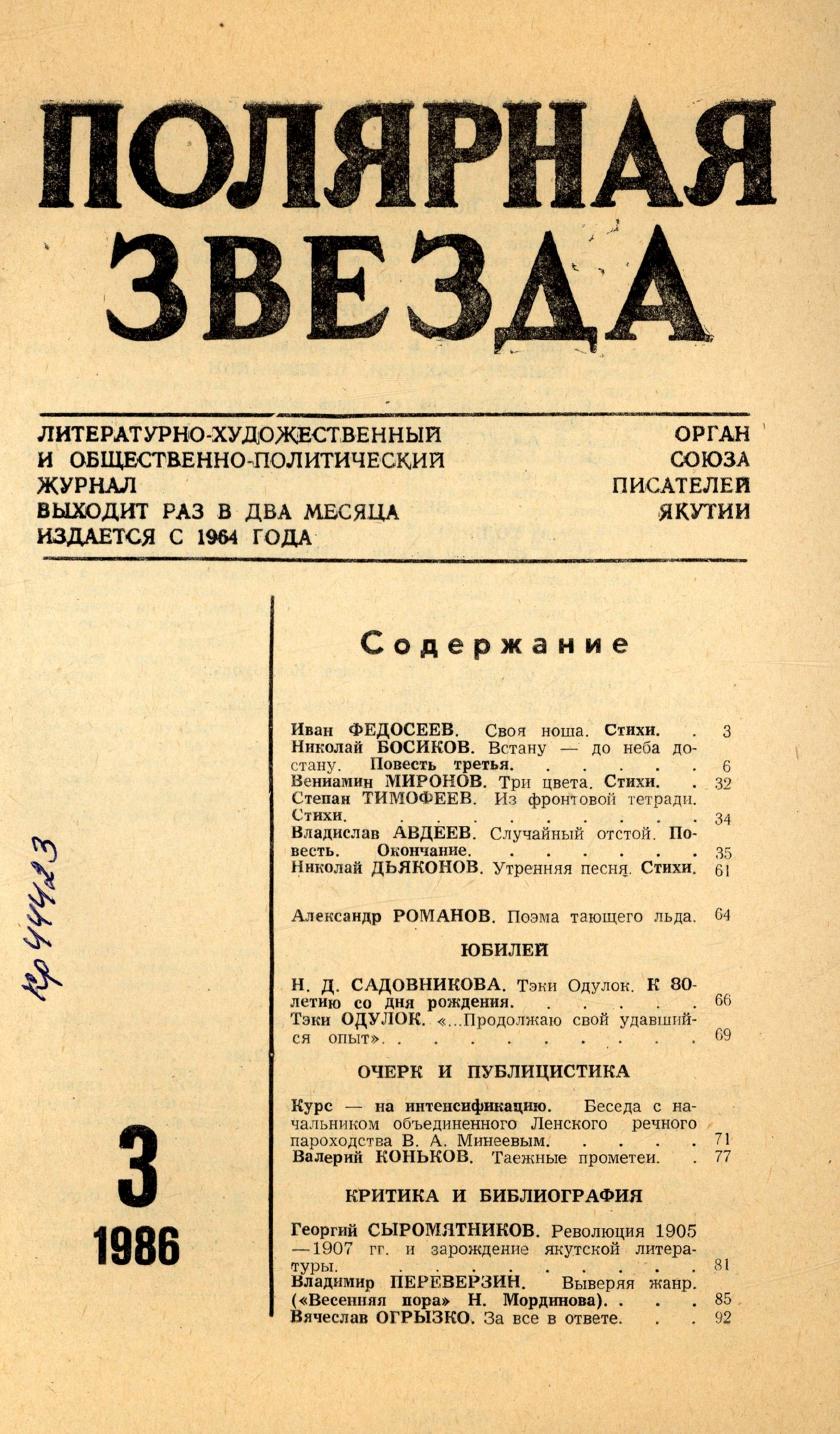 ПОЛЯРНАЯ
ЗВЕЗДА
ЛИТЕРАТУРНО-ХУДОЖЕСТВЕННЫЙ
И ОБЩЕСТВЕННО-ПОЛИТИЧЕСКИЙ
ЖУРНАЛ
ВЫХОДИТ РАЗ В ДВА МЕСЯЦА
ИЗДАЕТСЯ С 1964 ГОДА
ОРГАН
СОЮЗА
ПИСАТЕЛЕЙ
ЯКУТИИ
Содержание
Иван ФЕДОСЕЕВ. Своя ноша. Стихи. . 3
Николай БОСИКОВ. Встану — до неба до-
стану. Повесть третья. . . . . . 6
Вениамин МИРОНОВ. Три цвета. Стихи. . 32
Степан ТИМОФЕЕВ. Из фронтовой тетради.
Стихи. . . . . . . . . 34
Владислав АВДЕЕВ. Случайный отстой. По-
весть. Окончание. . . . . . . 35
Николай ДЬЯКОНОВ. Утренняя песня. Стихи. 61
Александр РОМАНОВ. Поэма тающего льда. 64
ЮБИЛЕЙ
Н. Д. САДОВНИКОВА. Тэки Одулок. К 80-
летию со дня рождения. . . . . . 66
Тэки ОДУЛОК. «...Продолжаю свой удавший-
ся опыт». . . . . . . . . . 69
ОЧЕРК И ПУБЛИЦИСТИКА
Курс — на интенсификацию. Беседа с на-
чальником объединенного Ленского речного
пароходства В. А. Минеевым. . . . . 71
Валерий КОНЬКОВ. Таежные прометеи. . 77
КРИТИКА И БИБЛИОГРАФИЯ
Георгий СЫРОМЯТНИКОВ. Революция 1905
—1907 гг. и зарождение якутской литера-
туры. . . . . . . . . . 81
Владимир ПЕРЕВЕРЗИН. Выверяя жанр.
(«Весенняя пора» Н. Мординова). . . . 85
Вячеслав ОГРЫЗКО. За все в ответе. . . 92
3
1986
Кр 44423